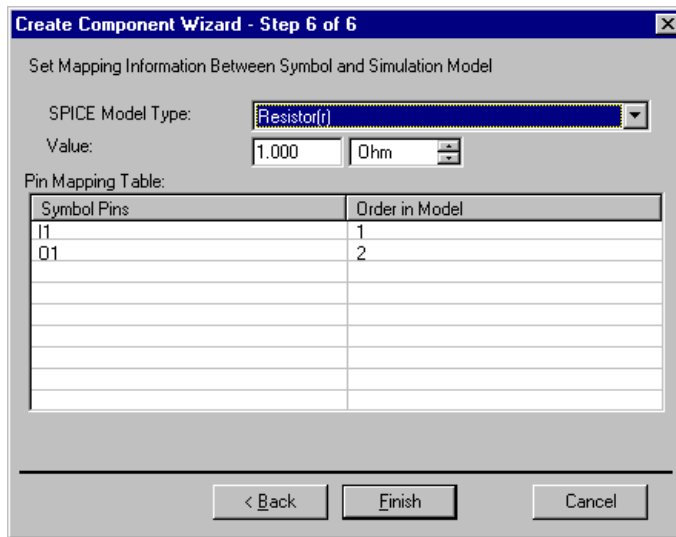 Create Component Wizard - Step 6 of 6
Set Mapping Information Between Symbol and Simulation Model
SPICE Model Type: Resistor(r)
Value: 1.000 Ohm
Pin Mapping Table:
Symbol Pins Order in Model
I1 1
O1 2
< Back Finish Cancel